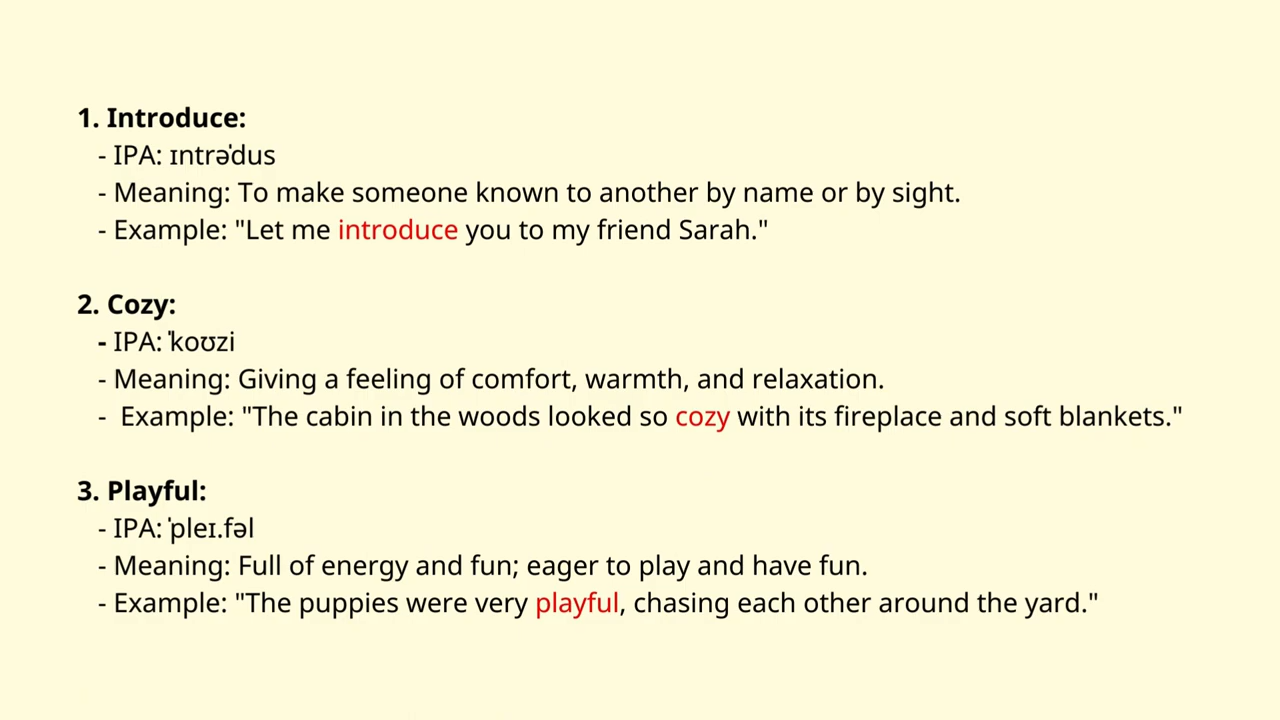 1. Introduce:
- IPA: ɪntrəˈdus
- Meaning: To make someone known to another by name or by sight.
- Example: "Let me introduce you to my friend Sarah."
2. Cozy:
- IPA: ˈkoʊzi
- Meaning: Giving a feeling of comfort, warmth, and relaxation.
- Example: "The cabin in the woods looked so cozy with its fireplace and soft blankets."
3. Playful:
- IPA: ˈpleɪ.fəl
- Meaning: Full of energy and fun; eager to play and have fun.
- Example: "The puppies were very playful, chasing each other around the yard."